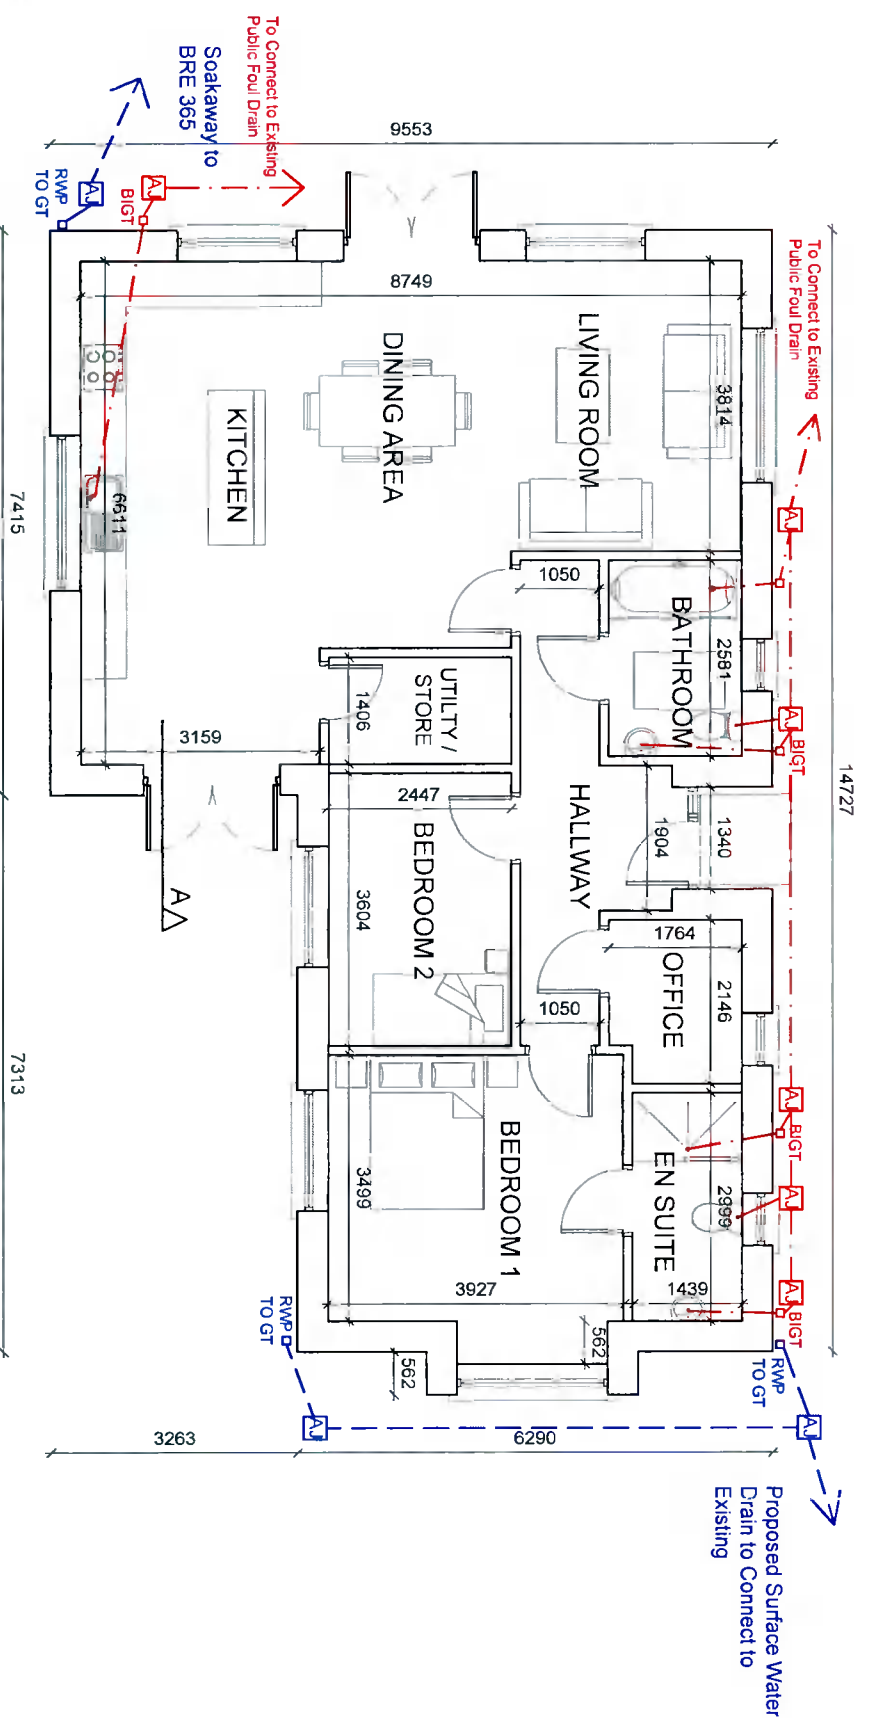 To Connect to Existing
Public Foul Drain
Soakaway to
BRE 365
RWP
TO GT
AJ
AJ
BIGT
9553
8749
To Connect to Existing
Public Foul Drain
14727
AJ
AJ
BIGT
AJ
BIGT
AJ
AJ
BIGT
RWP
TO GT
AJ
Proposed Surface Water
Drain to Connect to
Existing
LIVING ROOM
3814
DINING AREA
KITCHEN
6611
3159
UTILTY /
STORE
1406
1050
BATHROOM
2581
HALLWAY
1904
1340
BEDROOM 2
2447
3604
OFFICE
1764
2146
1050
BEDROOM 1
3499
3927
EN SUITE
2999
1439
562
562
A
RWP
TO GT
AJ
3263
6290
7415
7313